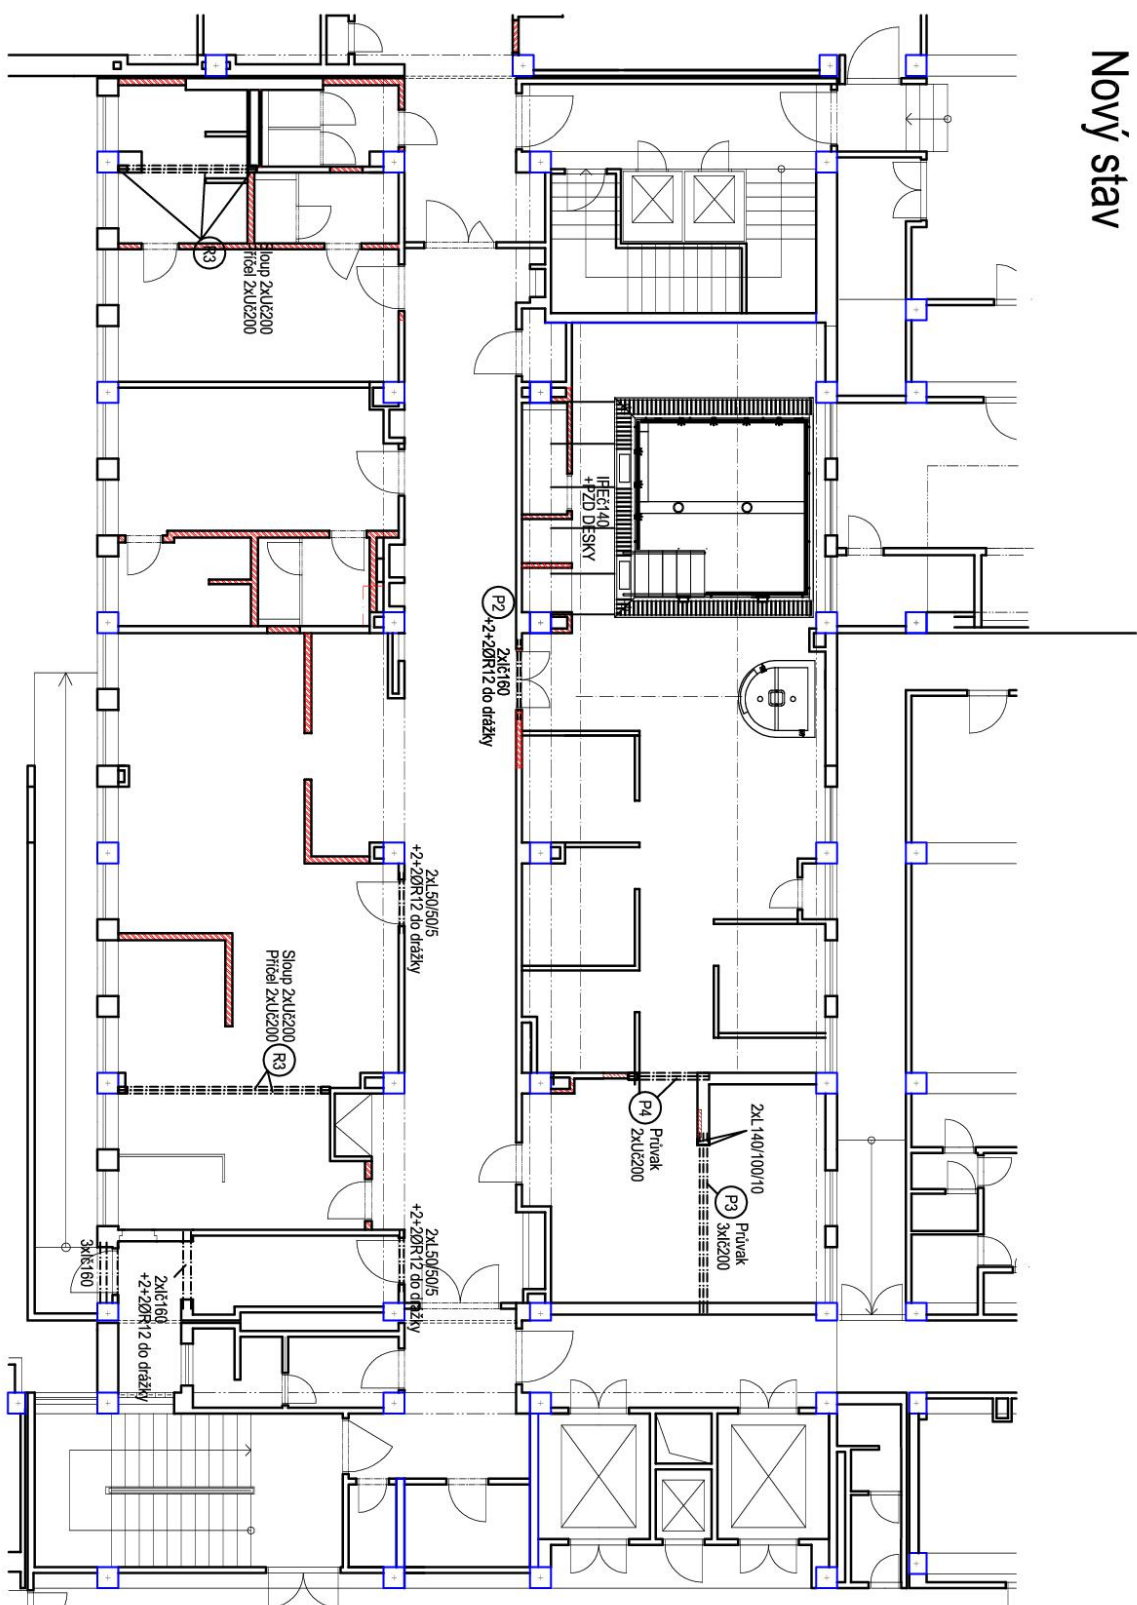 Nový stav
R3
Sloup 2xUč200
Příčel 2xUč200
IPEč140
+PZD DESKY
P2
2xIč160
+2+2ØR12 do drážky
2xL50/50/5
+2+2ØR12 do drážky
Sloup 2xUč200
Příčel 2xUč200
R3
P4
Průvak
2xUč200
2xL140/100/10
P3
Průvak
3xIč200
2xL50/50/5
+2+2ØR12 do drážky
3xIč160
2xIč160
+2+2ØR12 do drážky